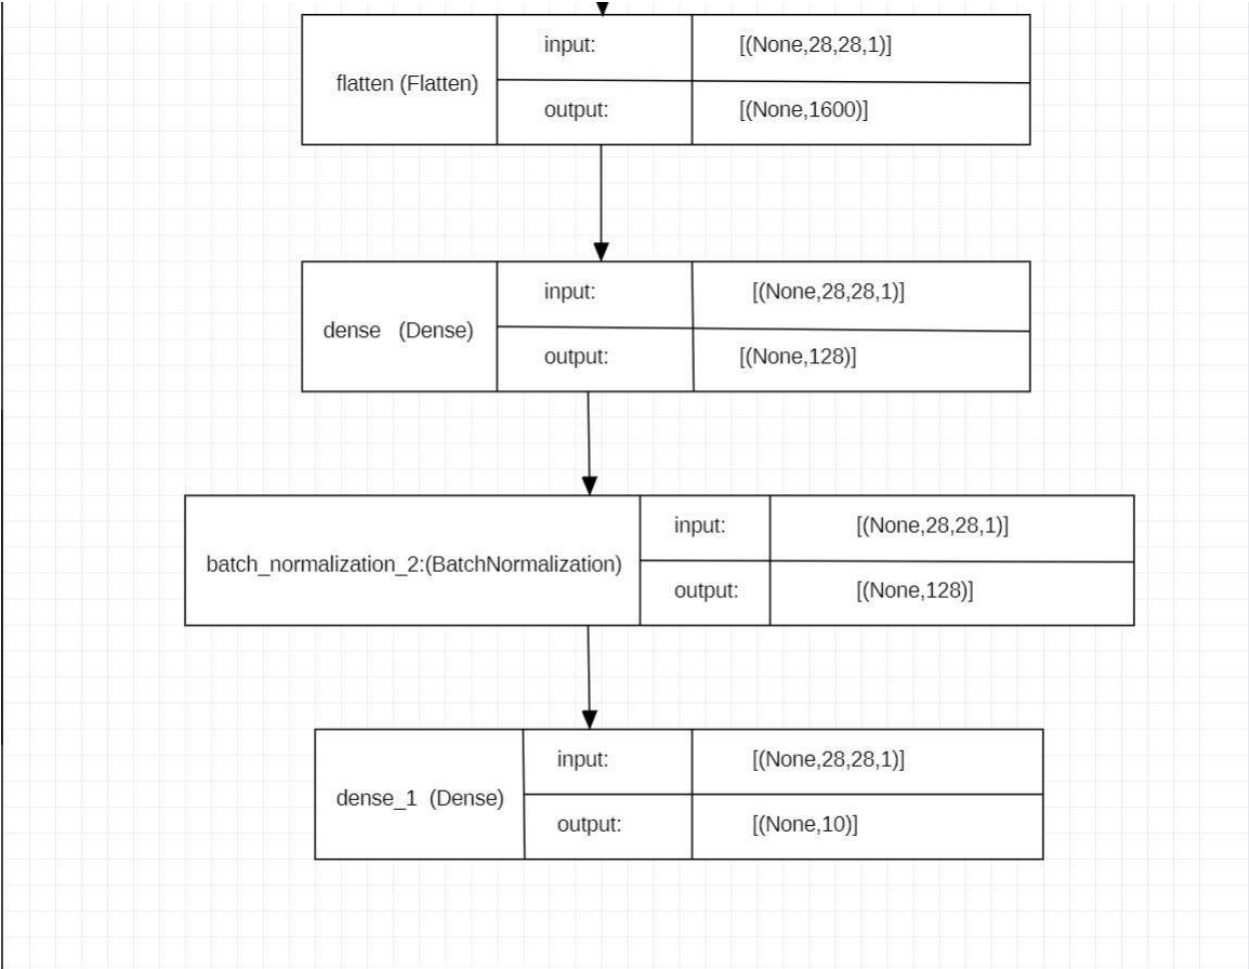 input: [(None,28,28,1)]
flatten (Flatten)
output: [(None,1600)]
input: [(None,28,28,1)]
dense (Dense)
output: [(None,128)]
input: [(None,28,28,1)]
batch_normalization_2:(BatchNormalization)
output: [(None,128)]
input: [(None,28,28,1)]
dense_1 (Dense)
output: [(None,10)]